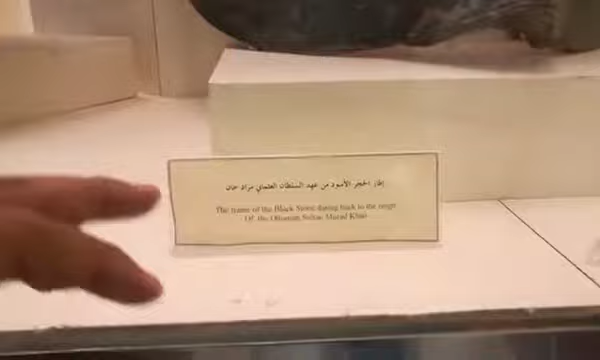 إطار الحجر الأسود من عهد السلطان العثماني مراد خان
The frame of the Black Stone dating back to the reign
Of the Ottoman Sultan Murad Khan